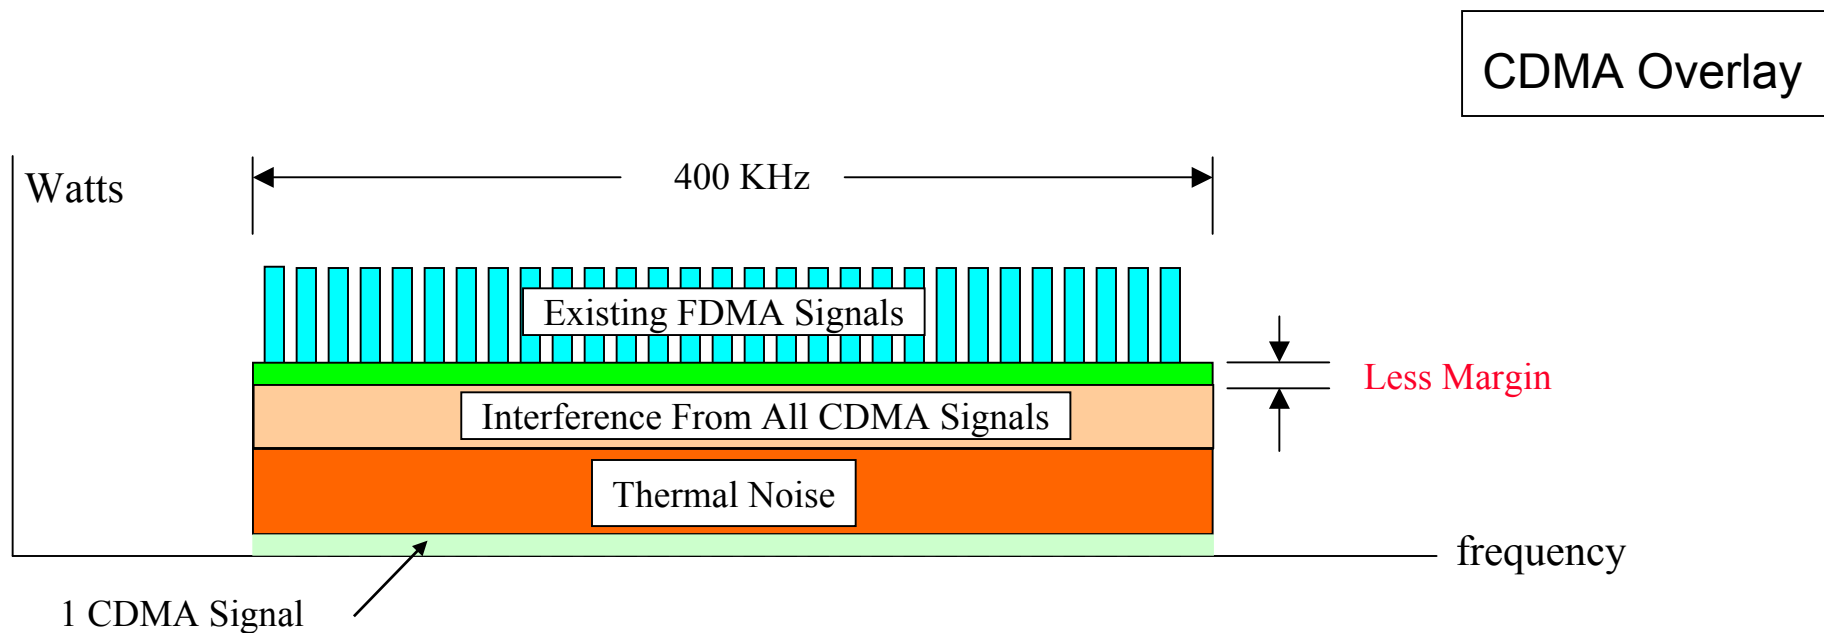 CDMA Overlay
Watts
400 KHz
Existing FDMA Signals
Less Margin
Interference From All CDMA Signals
Thermal Noise
frequency
1 CDMA Signal